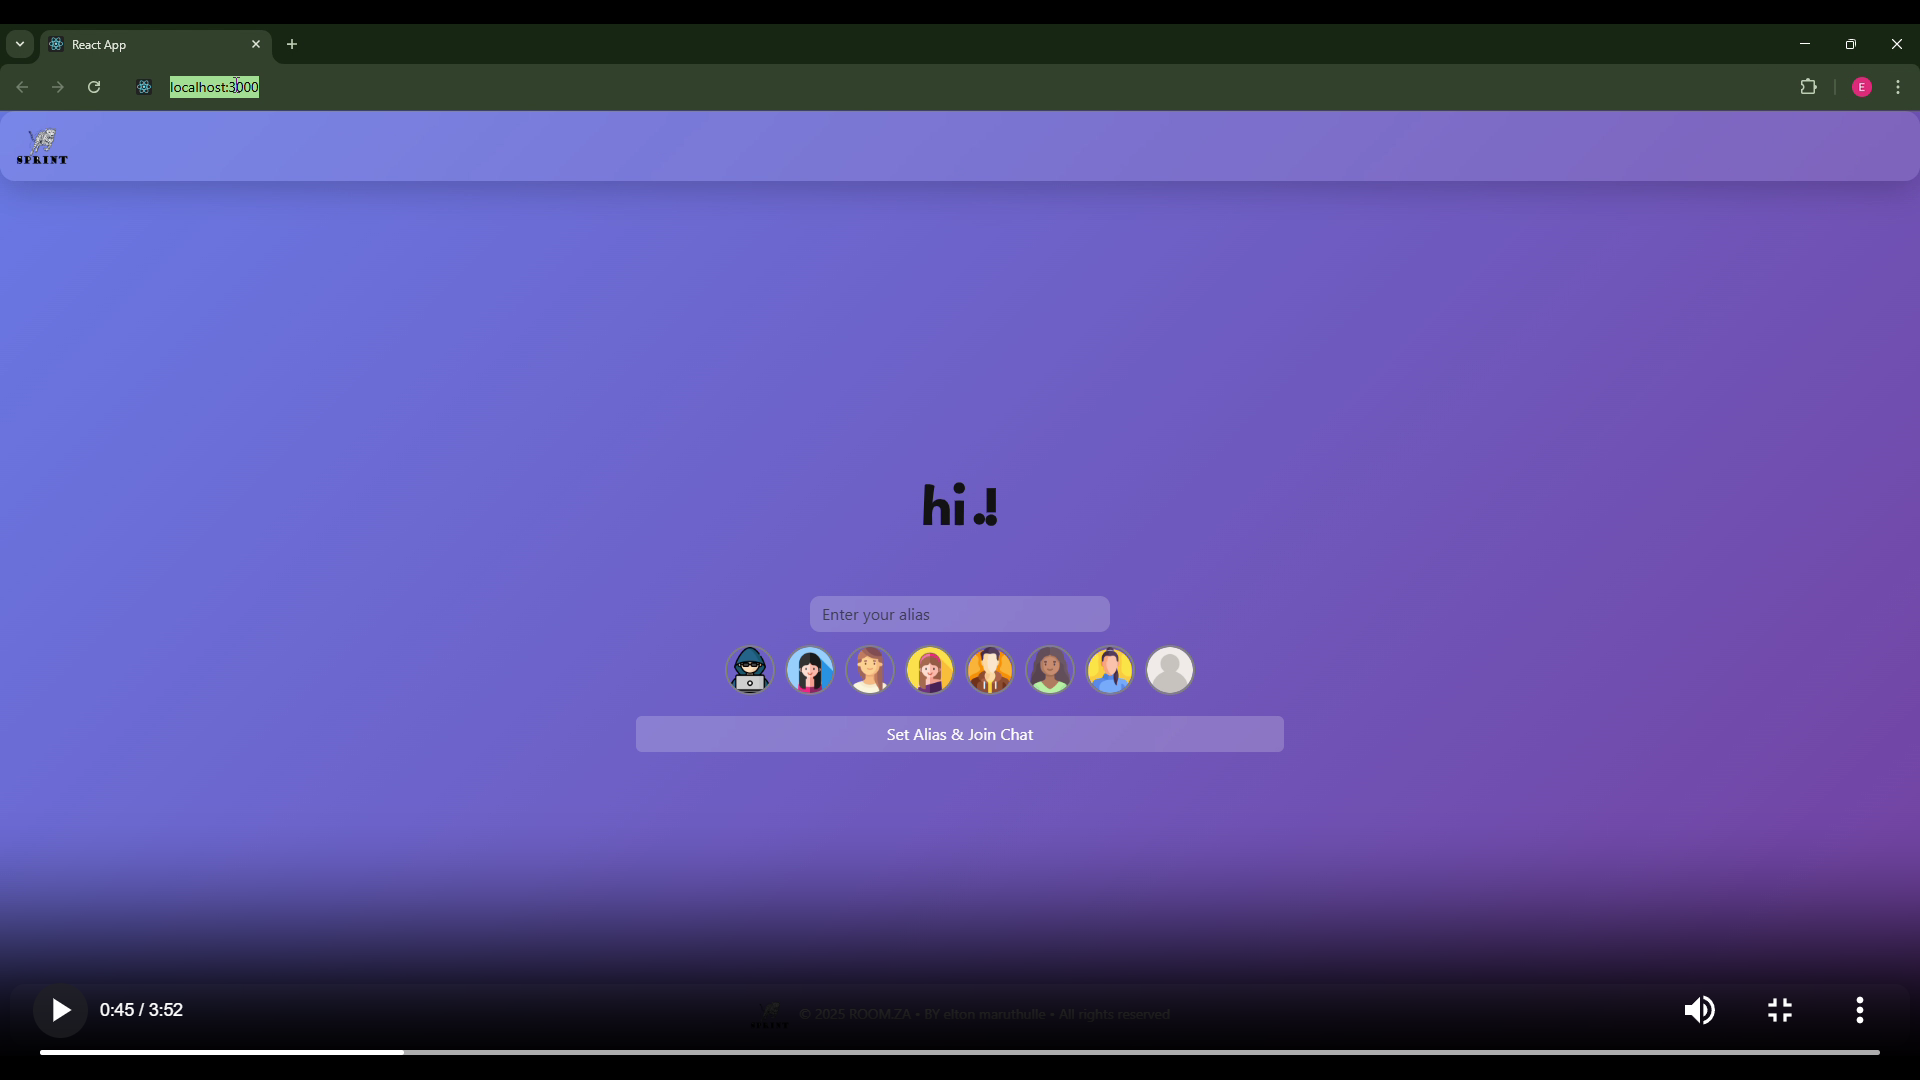 React App
localhost:3000
E
SPRINT
hi.!
Enter your alias
Set Alias & Join Chat
0:45 / 3:52
SPRINT
© 2025 ROOM.ZA • BY elton maruthulle • All rights reserved